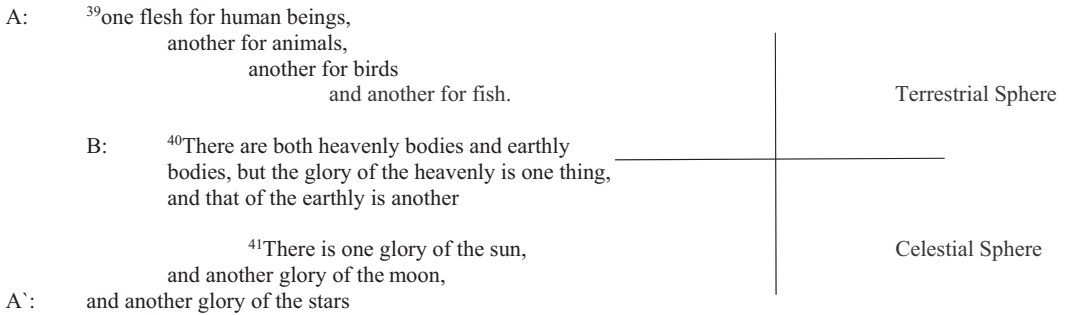 A: ³⁹one flesh for human beings,
another for animals,
another for birds
and another for fish. Terrestrial Sphere
B: ⁴⁰There are both heavenly bodies and earthly
bodies, but the glory of the heavenly is one thing,
and that of the earthly is another
⁴¹There is one glory of the sun, Celestial Sphere
and another glory of the moon,
A`: and another glory of the stars